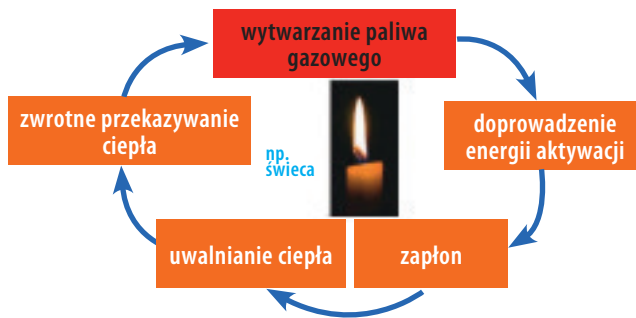 wytwarzanie paliwa
gazowego
zwrotne przekazywanie
ciepła
doprowadzenie
energii aktywacji
np.
świeca
uwalnianie ciepła
zapłon